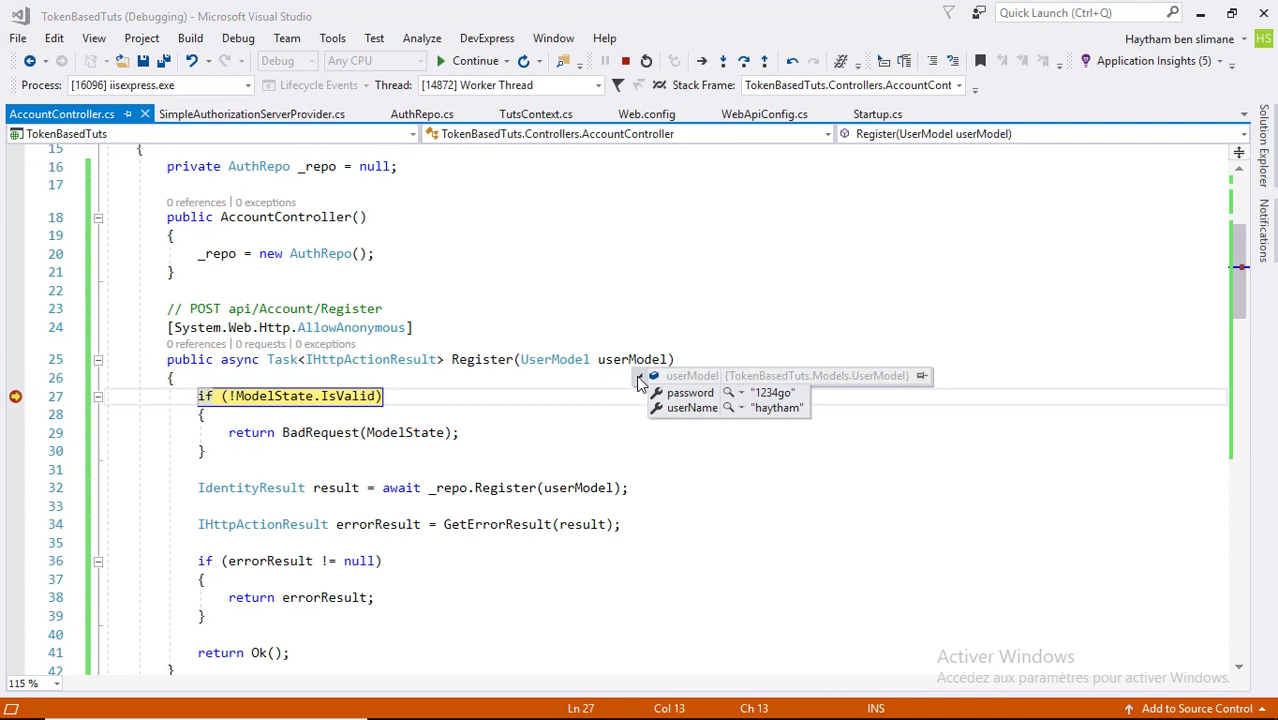 TokenBasedTuts (Debugging) - Microsoft Visual Studio
Quick Launch (Ctrl+Q)
File Edit View Project Build Debug Team Tools Test Analyze DevExpress Window Help
Haytham ben slimane HS
Debug Any CPU Continue Application Insights (5)
Process: [16096] iisexpress.exe Lifecycle Events Thread: [14872] Worker Thread Stack Frame: TokenBasedTuts.Controllers.AccountCont
AccountController.cs SimpleAuthorizationServerProvider.cs AuthRepo.cs TutsContext.cs Web.config WebApiConfig.cs Startup.cs
TokenBasedTuts TokenBasedTuts.Controllers.AccountController Register(UserModel userModel)
Solution Explorer
Notifications
15 {
16 private AuthRepo _repo = null;
17
0 references | 0 exceptions
18 public AccountController()
19 {
20 _repo = new AuthRepo();
21 }
22
23 // POST api/Account/Register
24 [System.Web.Http.AllowAnonymous]
0 references | 0 requests | 0 exceptions
25 public async Task<IHttpActionResult> Register(UserModel userModel)
26 {
userModel {TokenBasedTuts.Models.UserModel}
password "1234go"
userName "haytham"
27 if (!ModelState.IsValid)
28 {
29 return BadRequest(ModelState);
30 }
31
32 IdentityResult result = await _repo.Register(userModel);
33
34 IHttpActionResult errorResult = GetErrorResult(result);
35
36 if (errorResult != null)
37 {
38 return errorResult;
39 }
40
41 return Ok();
42 }
Activer Windows
Accédez aux paramètres pour activer Windows.
115 %
Ln 27 Col 13 Ch 13 INS Add to Source Control